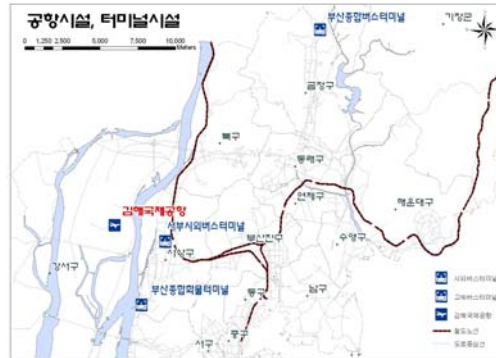 공항시설, 터미널시설
0 1,250 2,500 5,000 7,500 10,000
Meters
부산종합버스터미널
기장군
금정구
북구
동래구
연제구
해운대구
김해국제공항
서부시외버스터미널
부산진구
수영구
사상구
강서구
부산종합화물터미널
동구
남구
서구
중구
시외버스터미널
고속버스터미널
김해국제공항
철도노선
도로중심선